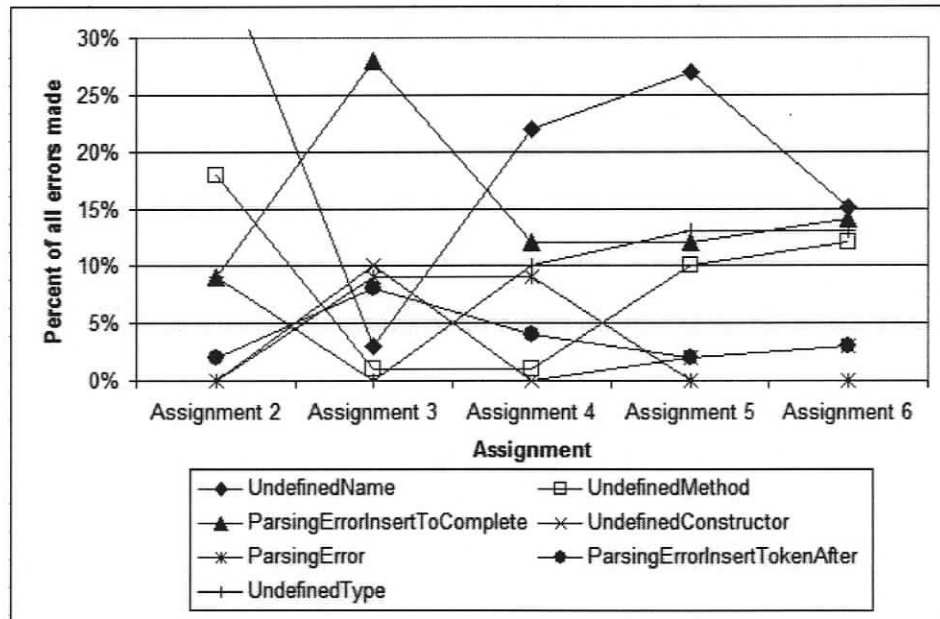 Percent of all errors made
30%
25%
20%
15%
10%
5%
0%
Assignment 2 Assignment 3 Assignment 4 Assignment 5 Assignment 6
Assignment
UndefinedName UndefinedMethod
ParsingErrorInsertToComplete UndefinedConstructor
ParsingError ParsingErrorInsertTokenAfter
UndefinedType